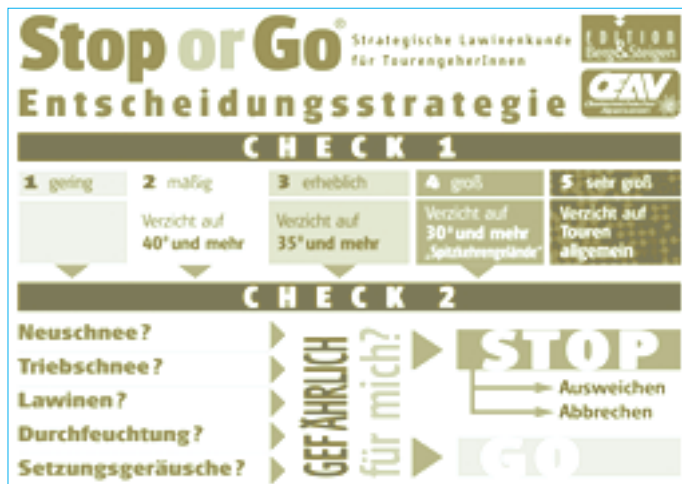 Stop or Go®
Strategische Lawinenkunde
für TourengeherInnen
EDITION
Berg&Steigen
Entscheidungsstrategie
OEAV
CHECK 1
1 gering
2 mäßig
3 erheblich
4 groß
5 sehr groß
Verzicht auf
40° und mehr
Verzicht auf
35° und mehr
Verzicht auf
30° und mehr
„Spitzkehrengelände“
Verzicht auf
Touren
allgemein
CHECK 2
Neuschnee?
Triebschnee?
Lawinen?
Durchfeuchtung?
Setzungsgeräusche?
GEFÄHRLICH
für mich?
STOP
Ausweichen
Abbrechen
GO